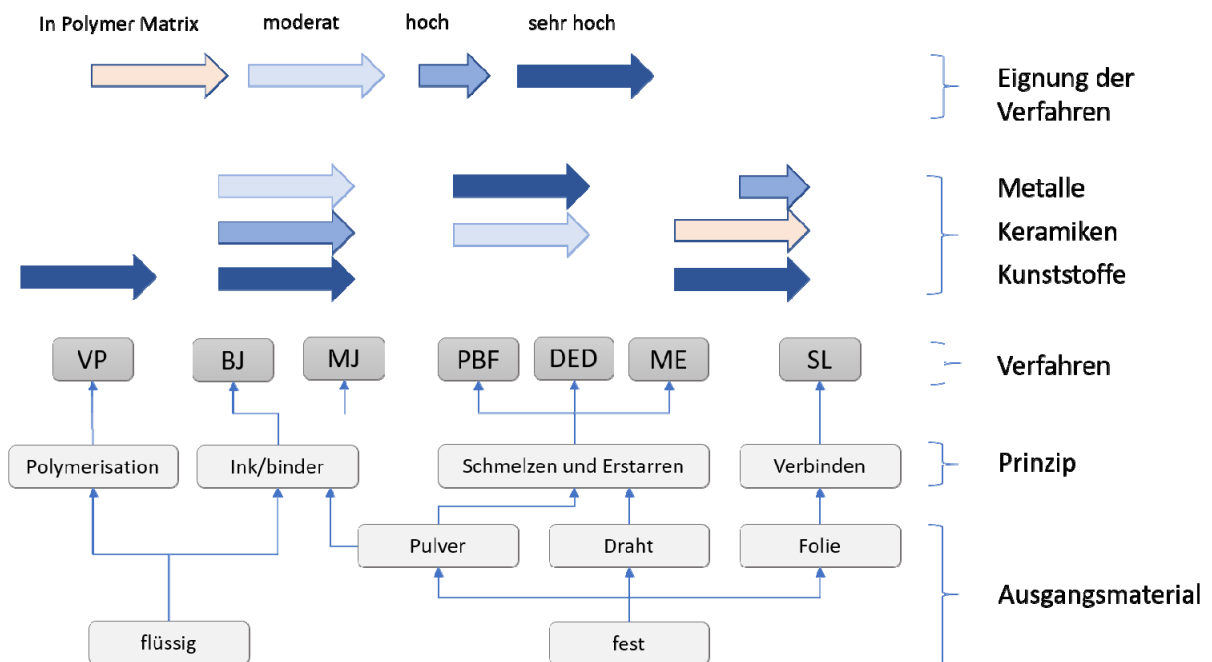 In Polymer Matrix
moderat
hoch
sehr hoch
Eignung der
Verfahren
Metalle
Keramiken
Kunststoffe
VP
BJ
MJ
PBF
DED
ME
SL
Verfahren
Polymerisation
Ink/binder
Schmelzen und Erstarren
Verbinden
Prinzip
Pulver
Draht
Folie
Ausgangsmaterial
flüssig
fest